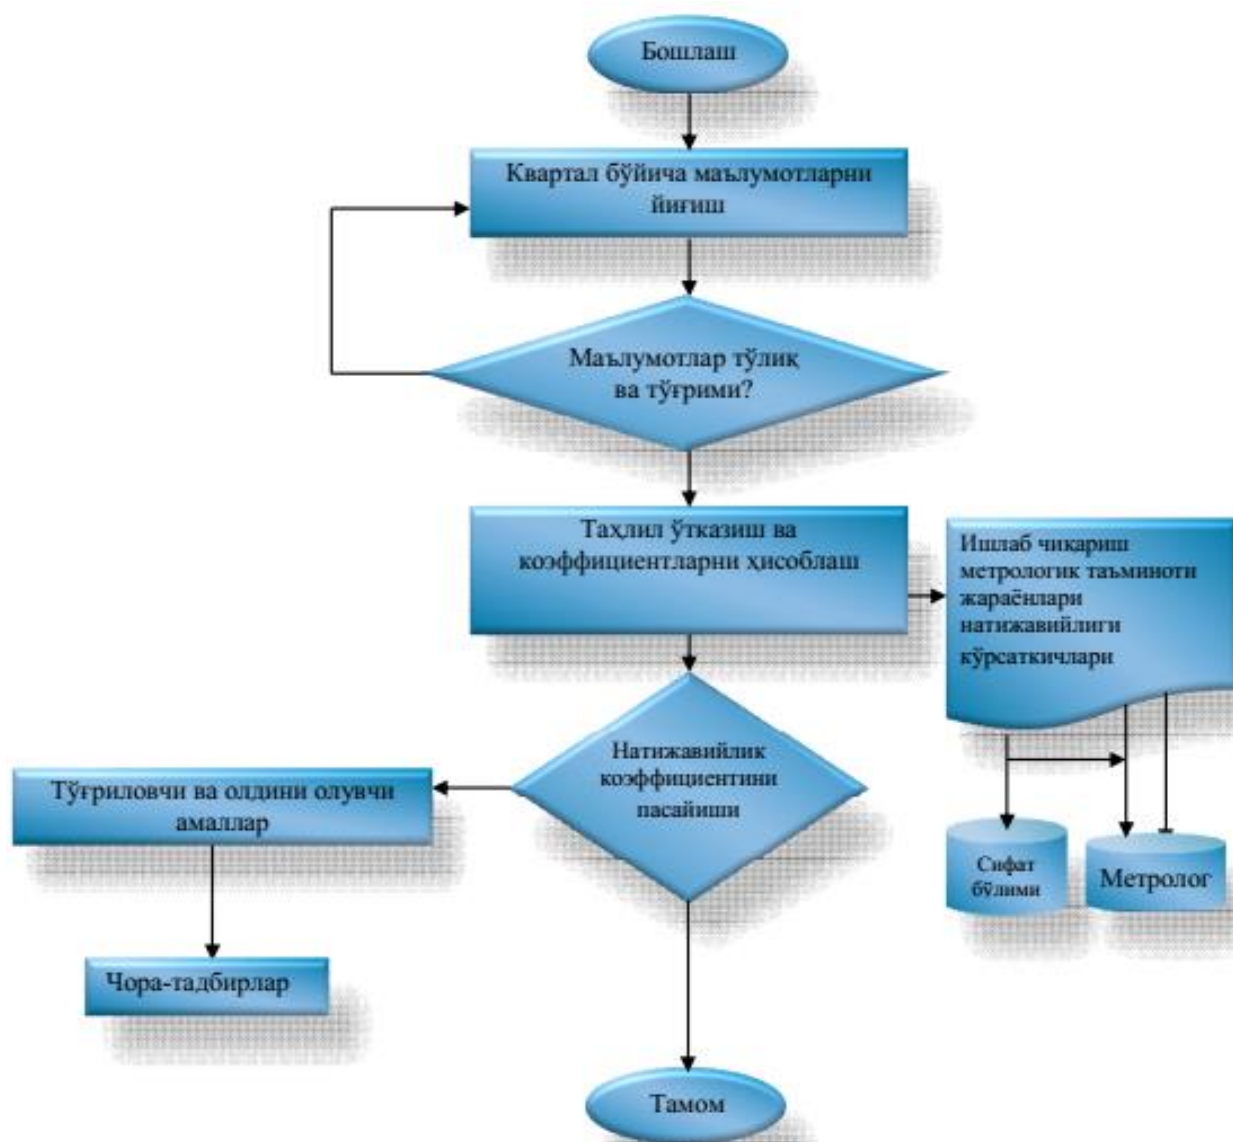 Бошлаш
Квартал бўйича маълумотларни
йиғиш
Маълумотлар тўлиқ
ва тўғрими?
Таҳлил ўтказиш ва
коэффициентларни ҳисоблаш
Ишлаб чиқариш
метрологик таъминоти
жараёнлари
натижавийлиги
кўрсаткичлари
Натижавийлик
коэффициентини
пасайиши
Тўғриловчи ва олдини олувчи
амаллар
Сифат
бўлими
Метролог
Чора-тадбирлар
Тамом